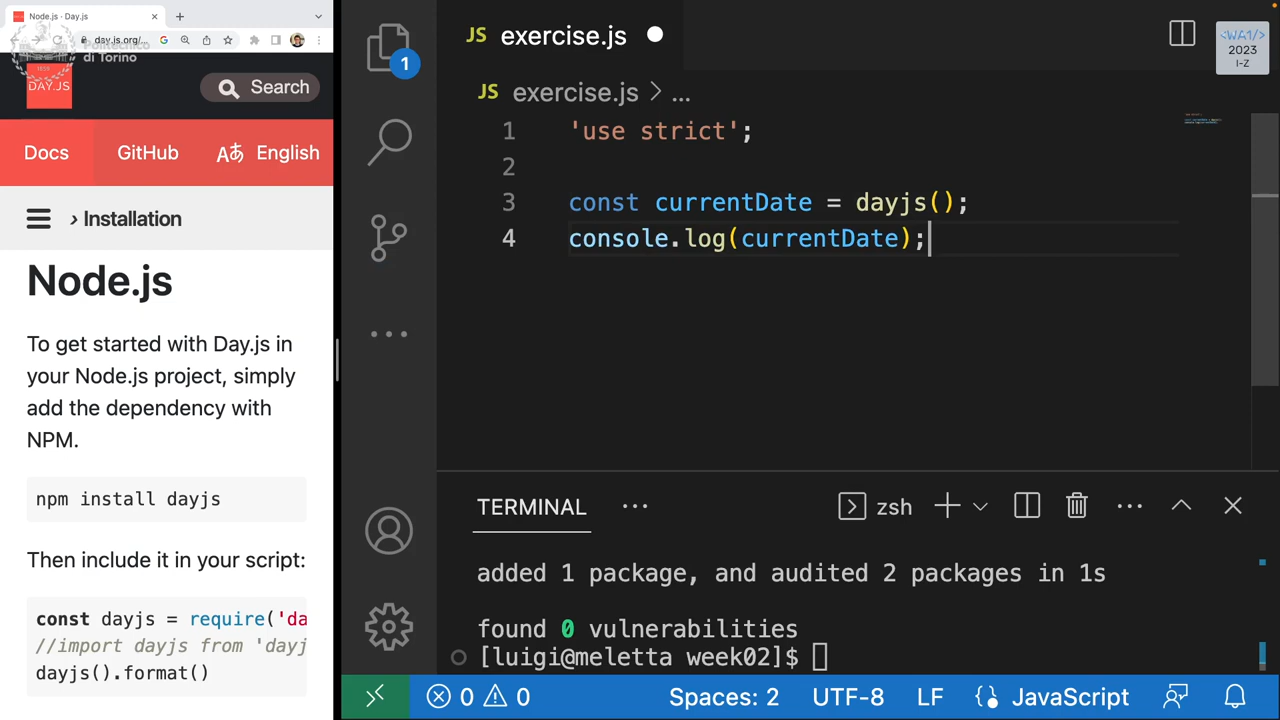 Node.js · Day.js
day.js.org/...
Politecnico
di Torino
DAY.JS
Search
Docs
GitHub
English
› Installation
Node.js
To get started with Day.js in
your Node.js project, simply
add the dependency with
NPM.
npm install dayjs
Then include it in your script:
const dayjs = require('da
//import dayjs from 'dayj
dayjs().format()
1
JS exercise.js
<WA1/>
2023
I-Z
JS exercise.js > ...
1 'use strict';
2
3 const currentDate = dayjs();
4 console.log(currentDate);
TERMINAL ...
zsh
added 1 package, and audited 2 packages in 1s
found 0 vulnerabilities
[luigi@meletta week02]$
0 0
Spaces: 2
UTF-8
LF
JavaScript